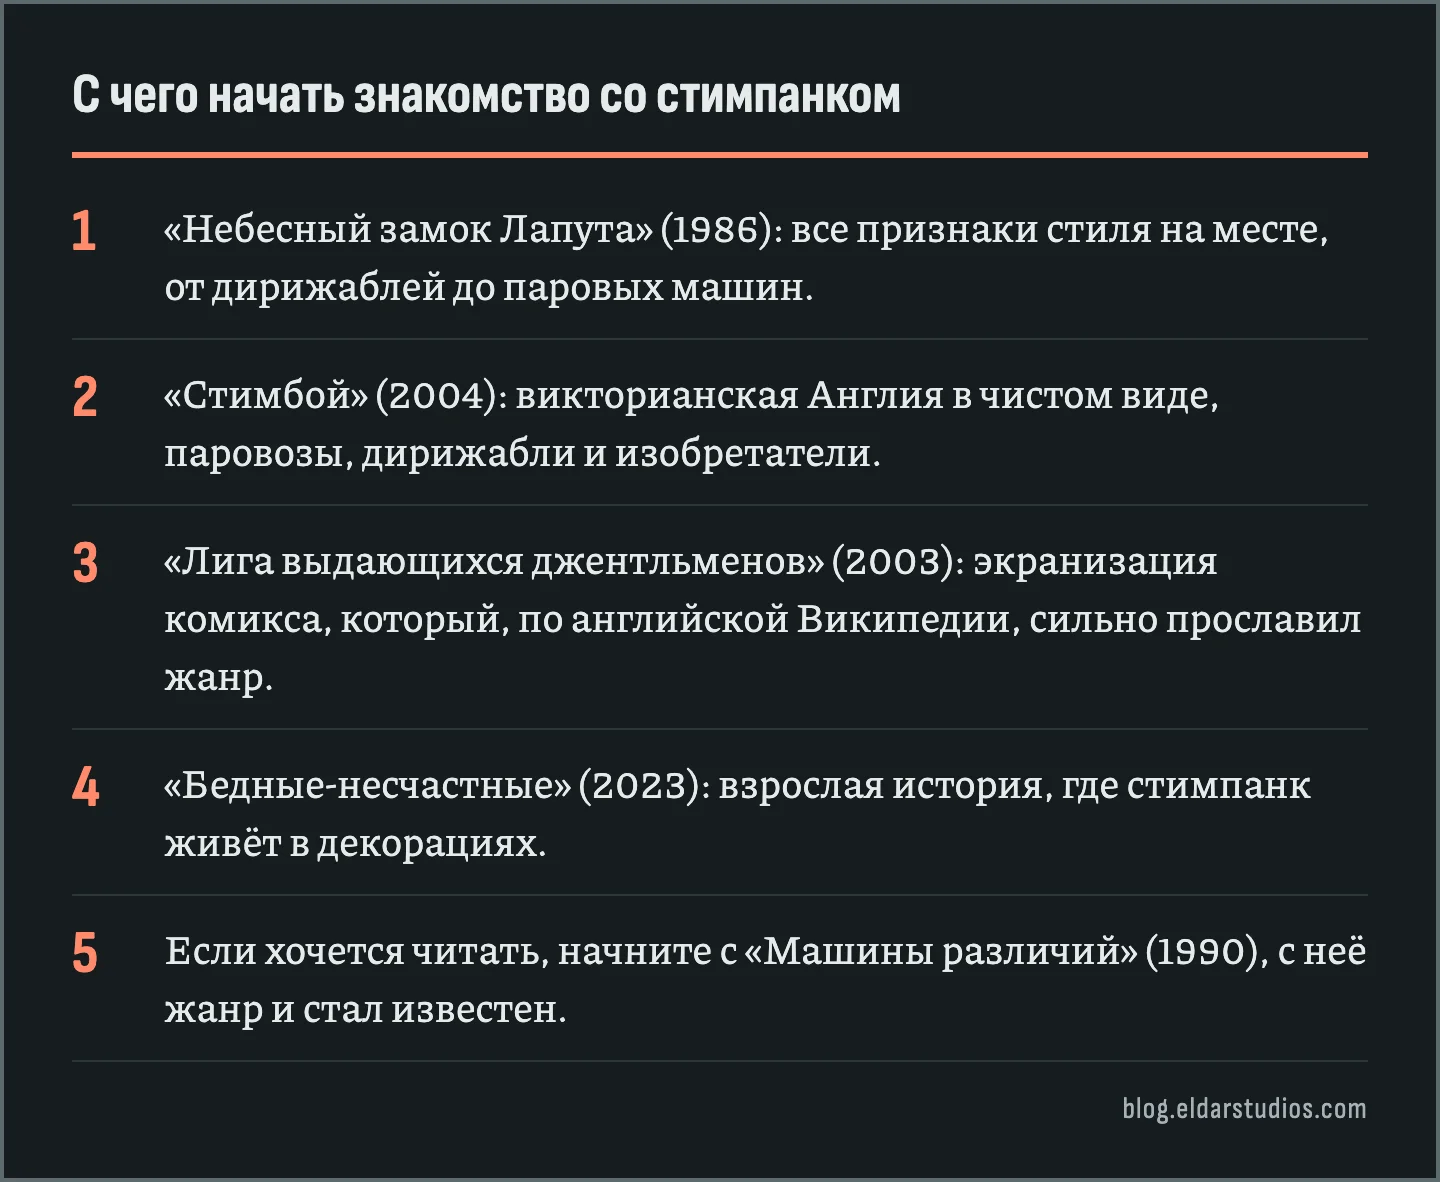 С чего начать знакомство со стимпанком
1
«Небесный замок Лапута» (1986): все признаки стиля на месте,
от дирижаблей до паровых машин.
2
«Стимбой» (2004): викторианская Англия в чистом виде,
паровозы, дирижабли и изобретатели.
3
«Лига выдающихся джентльменов» (2003): экранизация
комикса, который, по английской Википедии, сильно прославил
жанр.
4
«Бедные-несчастные» (2023): взрослая история, где стимпанк
живёт в декорациях.
5
Если хочется читать, начните с «Машины различий» (1990), с неё
жанр и стал известен.
blog.eldarstudios.com